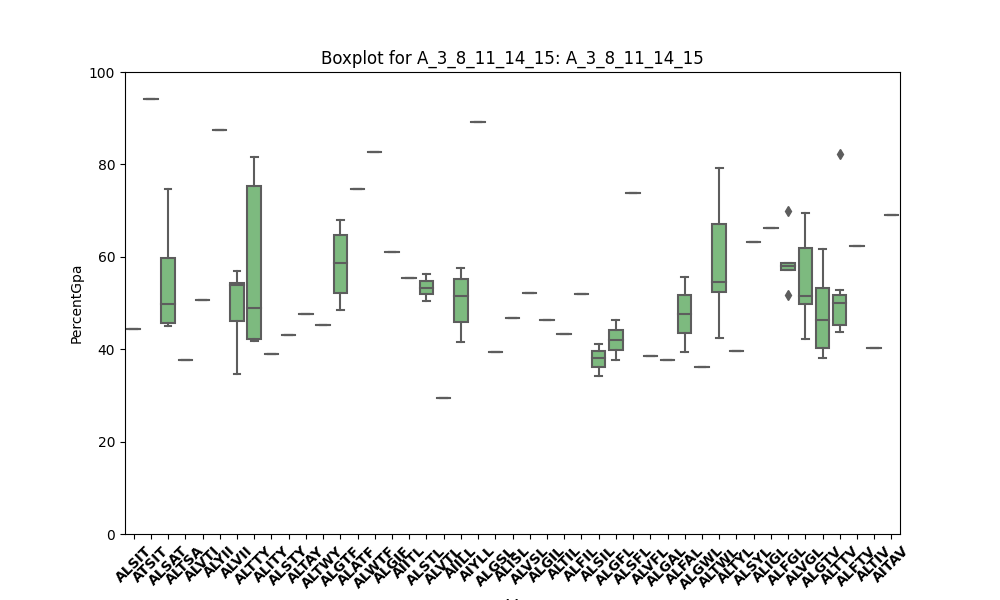 Boxplot for A_3_8_11_14_15: A_3_8_11_14_15
PercentGpa
100
80
60
40
20
0
ALSIT
ATSIT
ALSAT
ALTSA
ALVTI
ALYII
ALVII
ALTTY
ALITY
ALSTY
ALTAY
ALTWY
ALGTF
ALATF
ALWTF
ALGIF
AIITL
ALSTL
ALVTL
AIILL
AIYLL
ALGSL
ALISL
ALVSL
ALGIL
ALTIL
ALFIL
ALSIL
ALGFL
ALSFL
ALVFL
ALGAL
ALFAL
ALGWL
ALTWL
ALTYL
ALSYL
ALIGL
ALFGL
ALVGL
ALGTV
ALTTV
ALFTV
ALTIV
AITAV